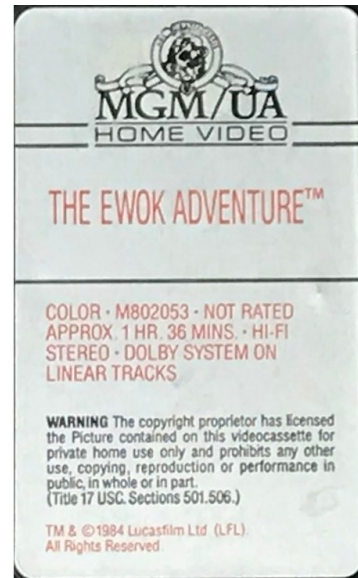 MGM/UA
HOME VIDEO
THE EWOK ADVENTURE™
COLOR · M802053 · NOT RATED
APPROX. 1 HR. 36 MINS. · HI-FI
STEREO · DOLBY SYSTEM ON
LINEAR TRACKS
WARNING The copyright proprietor has licensed
the Picture contained on this videocassette for
private home use only and prohibits any other
use, copying, reproduction or performance in
public, in whole or in part.
(Title 17 USC. Sections 501.506.)
TM & ©1984 Lucasfilm Ltd (LFL)
All Rights Reserved